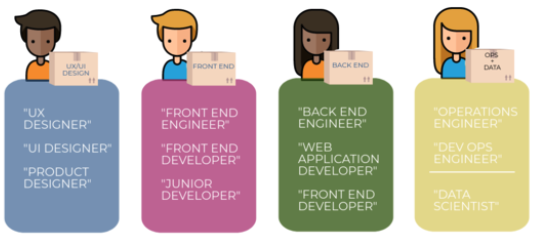 UX/UI
DESIGN
"UX
DESIGNER"
"UI DESIGNER"
"PRODUCT
DESIGNER"
FRONT END
"FRONT END
ENGINEER"
"FRONT END
DEVELOPER"
"JUNIOR
DEVELOPER"
BACK END
"BACK END
ENGINEER"
"WEB
APPLICATION
DEVELOPER"
"FRONT END
DEVELOPER"
OPS
+
DATA
"OPERATIONS
ENGINEER"
"DEV OPS
ENGINEER"
"DATA
SCIENTIST"